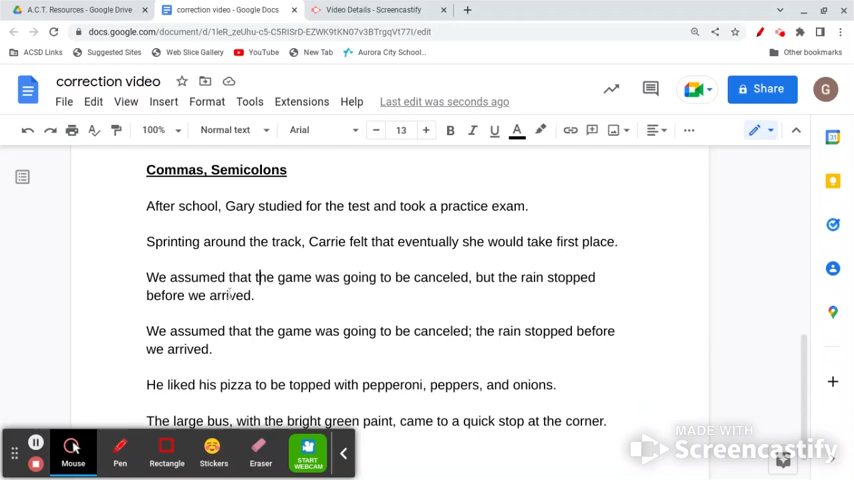 A.C.T. Resources - Google Drive
correction video - Google Docs
Video Details - Screencastify
docs.google.com/document/d/1leR_zeUhu-c5-C5RISrD-EZWK9tYt0K01N07v3BTrgqVt77I/edit
ACSD Links
Suggested Sites
Web Slice Gallery
YouTube
New Tab
Aurora City School...
Other bookmarks
correction video
Share
G
File Edit View Insert Format Tools Extensions Help Last edit was seconds ago
100% Normal text Arial 13 B I U A
Commas, Semicolons
After school, Gary studied for the test and took a practice exam.
Sprinting around the track, Carrie felt that eventually she would take first place.
We assumed that the game was going to be canceled, but the rain stopped
before we arrived.
We assumed that the game was going to be canceled; the rain stopped before
we arrived.
He liked his pizza to be topped with pepperoni, peppers, and onions.
The large bus, with the bright green paint, came to a quick stop at the corner.
Mouse
Pen
Rectangle
Stickers
Eraser
START
WEBCAM
MADE WITH
Screencastify